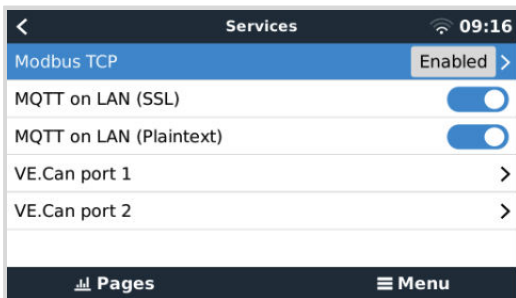 Services 09:16
Modbus TCP Enabled
MQTT on LAN (SSL)
MQTT on LAN (Plaintext)
VE.Can port 1
VE.Can port 2
Pages Menu